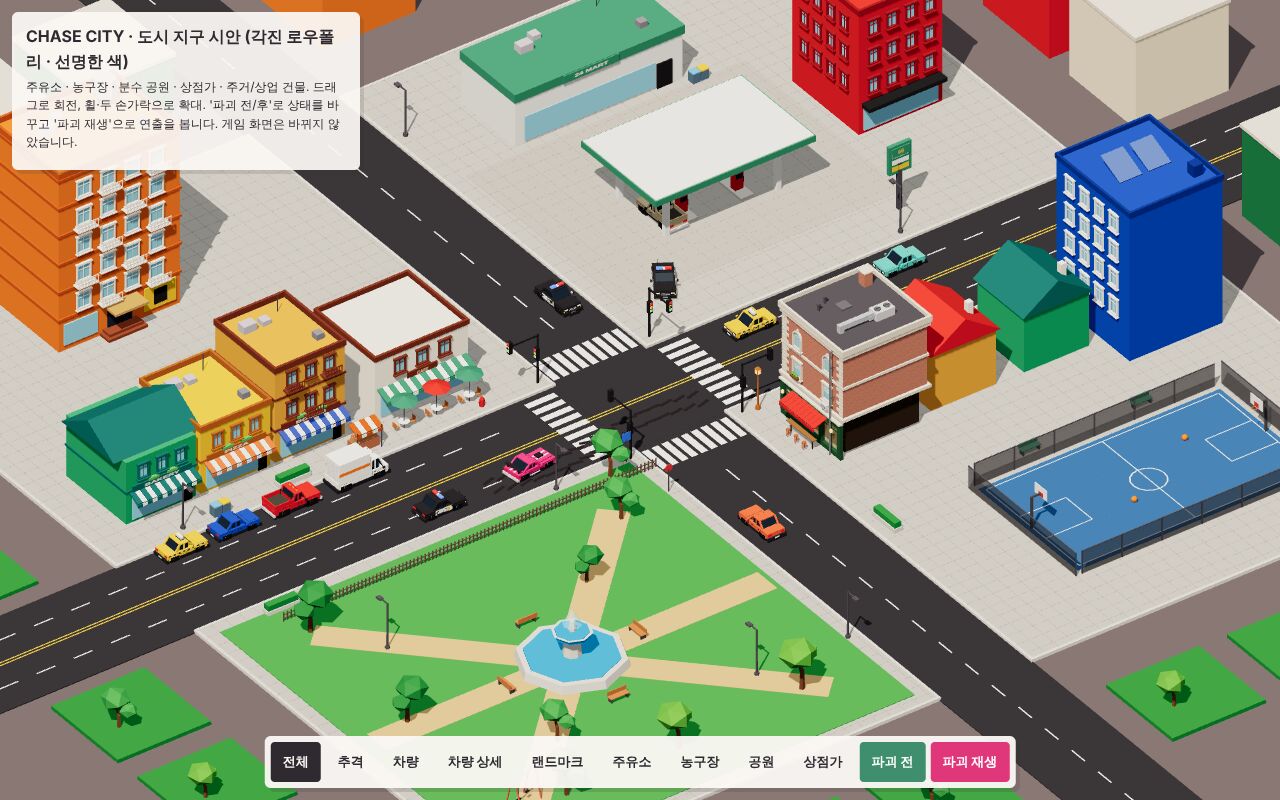 CHASE CITY · 도시 지구 시안 (각진 로우폴
리 · 선명한 색)
주유소 · 농구장 · 분수 공원 · 상점가 · 주거/상업 건물. 드래
그로 회전, 휠·두 손가락으로 확대. '파괴 전/후'로 상태를 바
꾸고 '파괴 재생'으로 연출을 봅니다. 게임 화면은 바뀌지 않
았습니다.
24 MART
전체 추격 차량 차량 상세 랜드마크 주유소 농구장 공원 상점가 파괴 전 파괴 재생